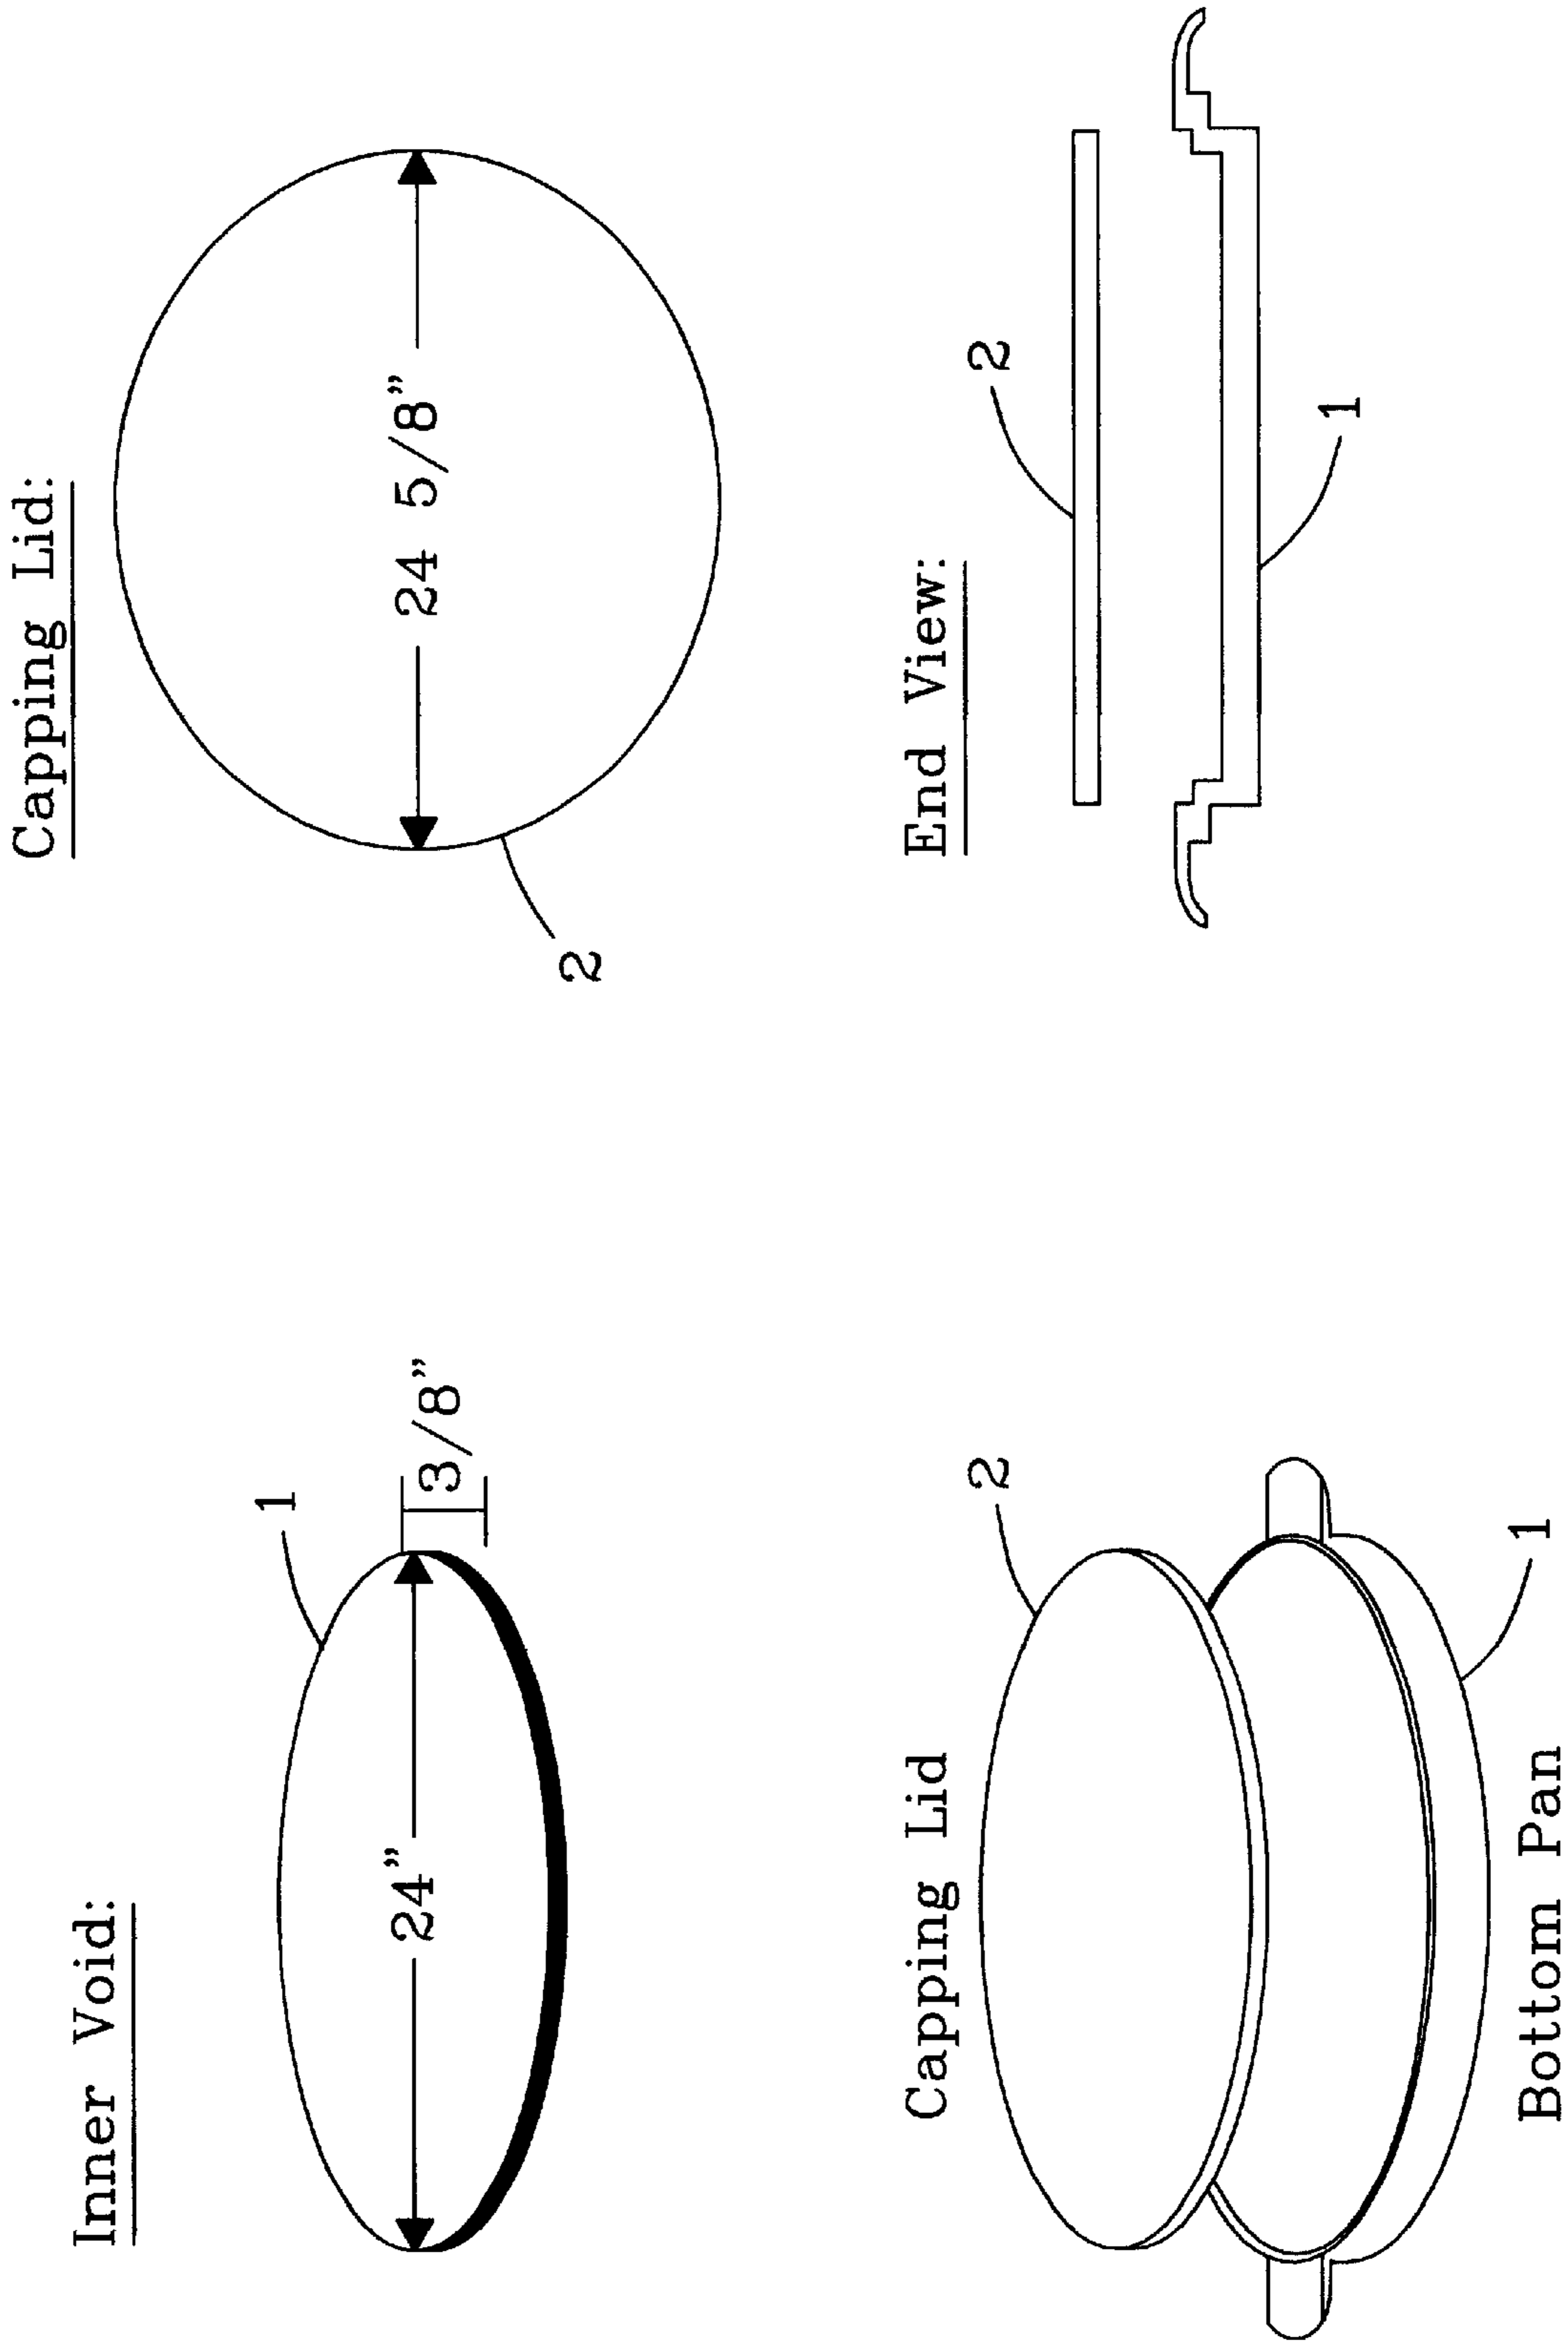 Inner Void:
1
24”
3/8”
Capping Lid:
24 5/8”
2
Capping Lid
2
1
Bottom Pan
End View:
2
1